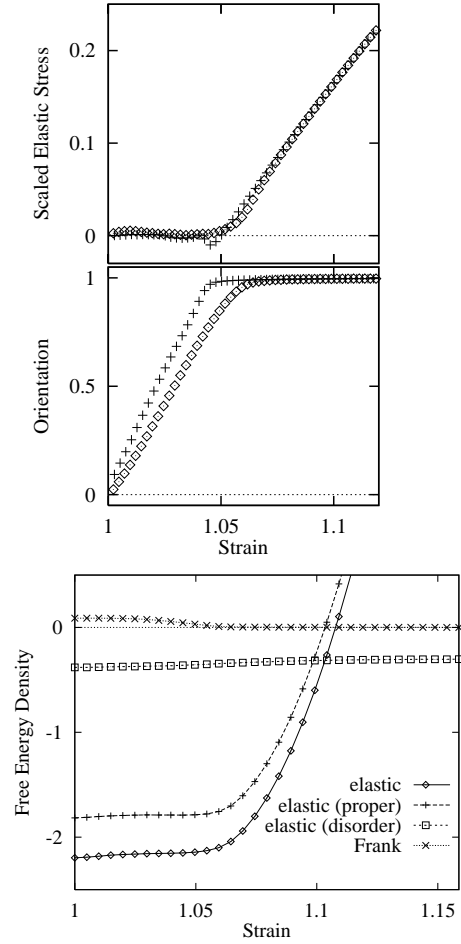 0.2
0.1
0
Scaled Elastic Stress
1
0.5
0
Orientation
1
1.05
1.1
Strain
0
-1
-2
Free Energy Density
elastic
elastic (proper)
elastic (disorder)
Frank
1
1.05
1.1
1.15
Strain